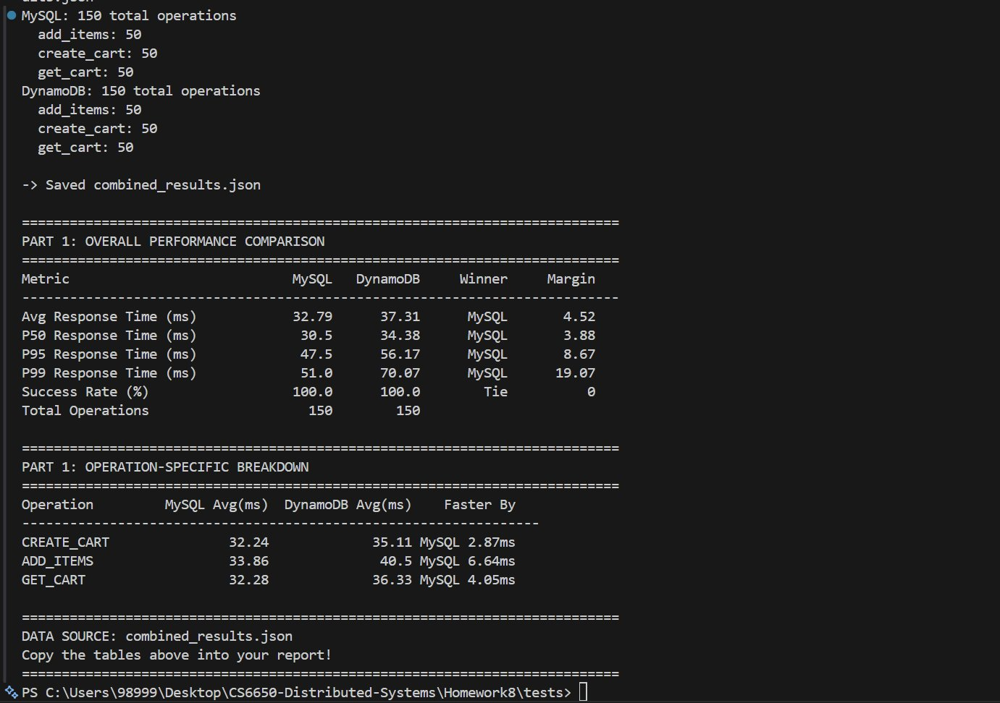 MySQL: 150 total operations
  add_items: 50
  create_cart: 50
  get_cart: 50
DynamoDB: 150 total operations
  add_items: 50
  create_cart: 50
  get_cart: 50

-> Saved combined_results.json

===========================================================================
PART 1: OVERALL PERFORMANCE COMPARISON
===========================================================================
Metric                            MySQL   DynamoDB     Winner     Margin
---------------------------------------------------------------------------
Avg Response Time (ms)            32.79      37.31      MySQL       4.52
P50 Response Time (ms)             30.5      34.38      MySQL       3.88
P95 Response Time (ms)             47.5      56.17      MySQL       8.67
P99 Response Time (ms)             51.0      70.07      MySQL      19.07
Success Rate (%)                  100.0      100.0        Tie          0
Total Operations                    150        150

===========================================================================
PART 1: OPERATION-SPECIFIC BREAKDOWN
===========================================================================
Operation         MySQL Avg(ms)  DynamoDB Avg(ms)    Faster By
-----------------------------------------------------------------
CREATE_CART               32.24             35.11 MySQL 2.87ms
ADD_ITEMS                 33.86              40.5 MySQL 6.64ms
GET_CART                  32.28             36.33 MySQL 4.05ms

===========================================================================
DATA SOURCE: combined_results.json
Copy the tables above into your report!
===========================================================================
PS C:\Users\98999\Desktop\CS6650-Distributed-Systems\Homework8\tests>